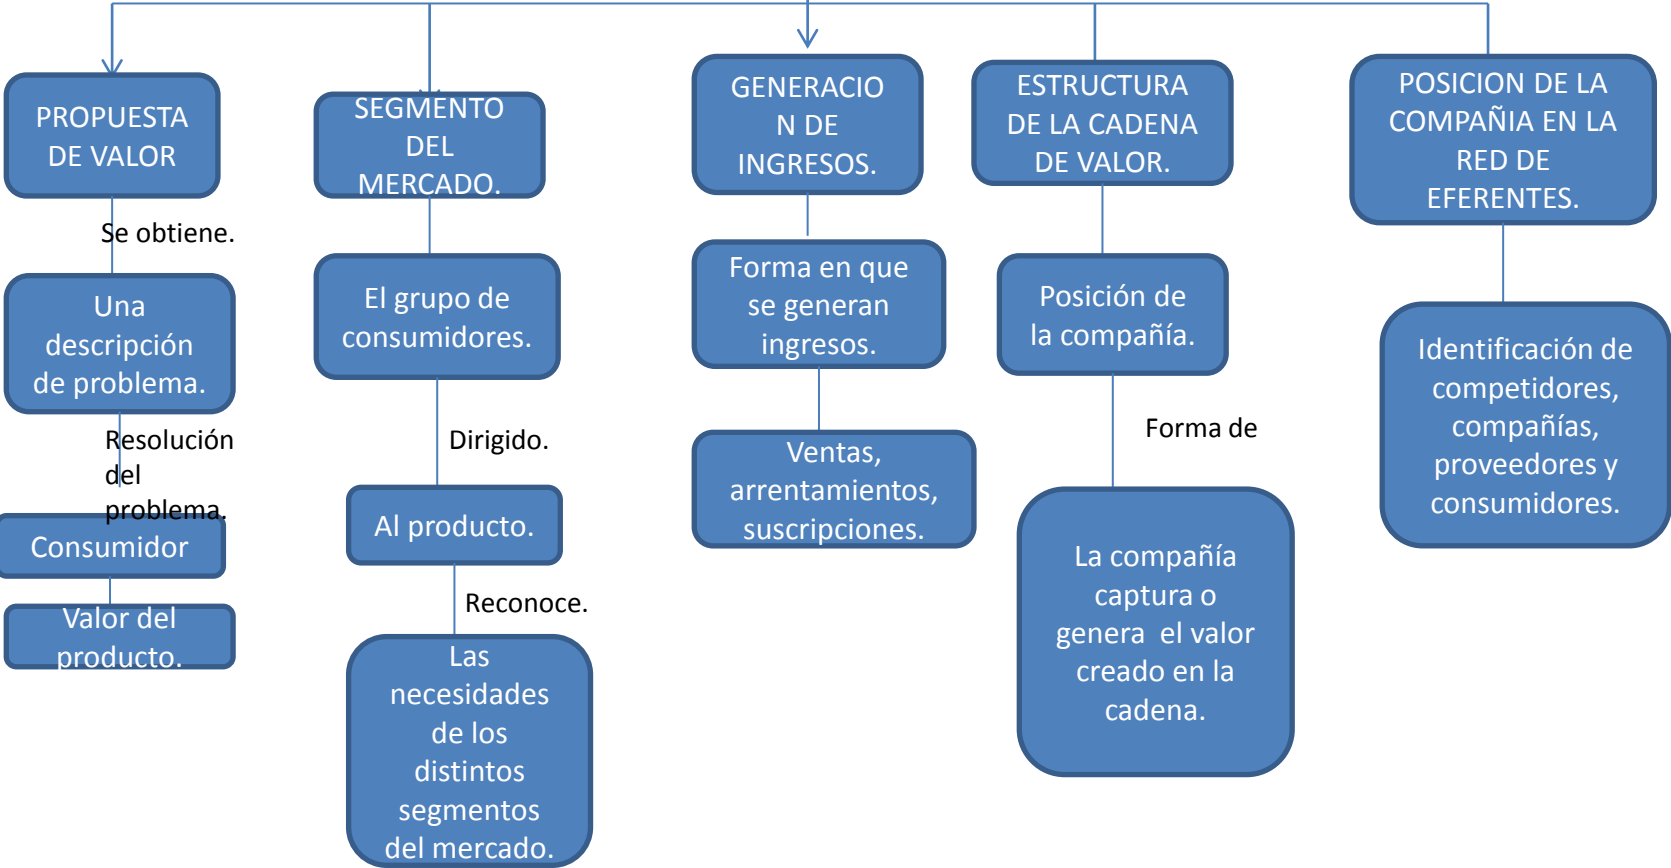 PROPUESTA
DE VALOR
Se obtiene.
Una
descripción
de problema.
Resolución
del
problema.
Consumidor
Valor del
producto.
SEGMENTO
DEL
MERCADO.
El grupo de
consumidores.
Dirigido.
Al producto.
Reconoce.
Las
necesidades
de los
distintos
segmentos
del mercado.
GENERACIO
N DE
INGRESOS.
Forma en que
se generan
ingresos.
Ventas,
arrentamientos,
suscripciones.
ESTRUCTURA
DE LA CADENA
DE VALOR.
Posición de
la compañía.
Forma de
La compañía
captura o
genera  el valor
creado en la
cadena.
POSICION DE LA
COMPAÑIA EN LA
RED DE
EFERENTES.
Identificación de
competidores,
compañías,
proveedores y
consumidores.